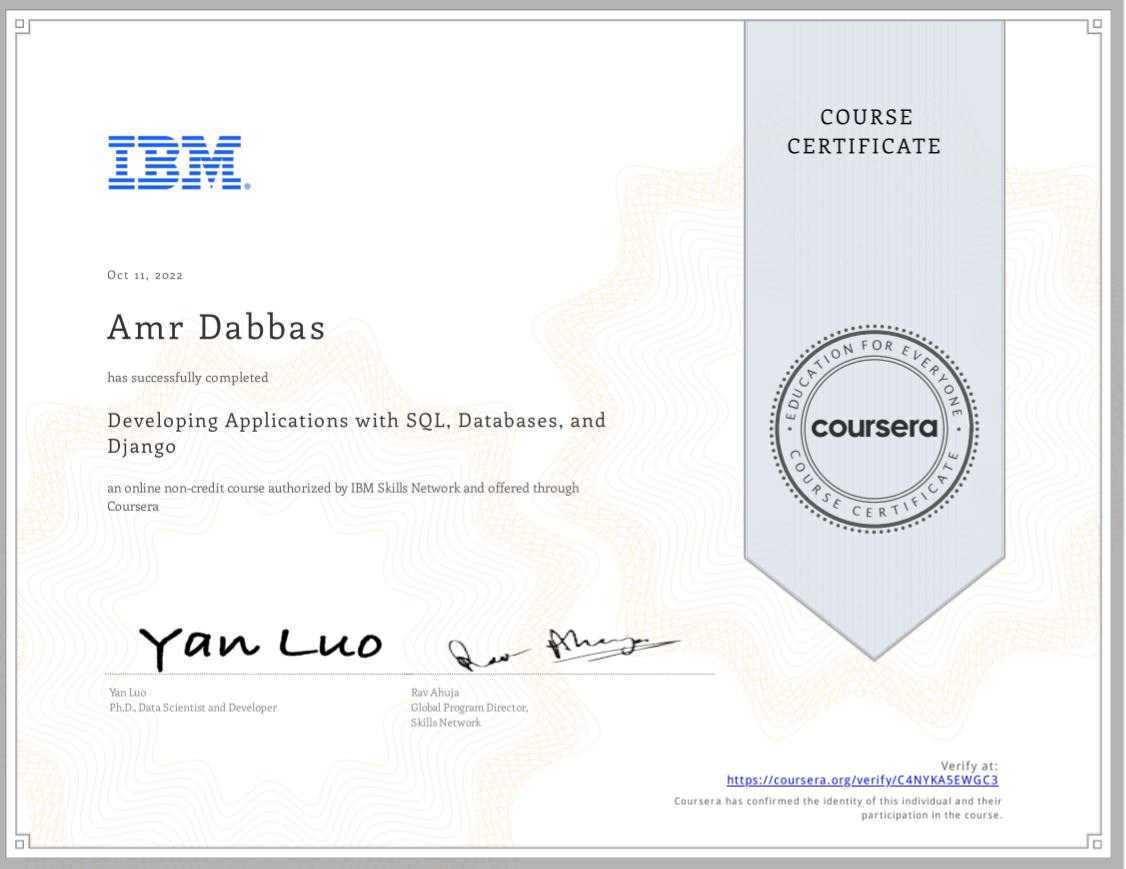 COURSE
CERTIFICATE
IBM®
Oct 11, 2022
Amr Dabbas
has successfully completed
Developing Applications with SQL, Databases, and
Django
an online non-credit course authorized by IBM Skills Network and offered through
Coursera
EDUCATION FOR EVERYONE
coursera
COURSE CERTIFICATE
Yan Luo
Rav Ahuja
Yan Luo
Ph.D., Data Scientist and Developer
Rav Ahuja
Global Program Director,
Skills Network
Verify at:
https://coursera.org/verify/C4NYKA5EWGC3
Coursera has confirmed the identity of this individual and their
participation in the course.